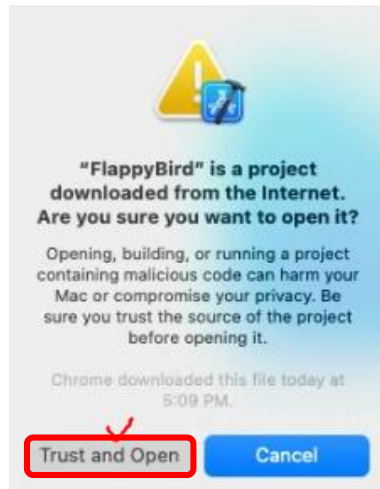 “FlappyBird” is a project
downloaded from the Internet.
Are you sure you want to open it?
Opening, building, or running a project
containing malicious code can harm your
Mac or compromise your privacy. Be
sure you trust the source of the project
before opening it.
Chrome downloaded this file today at
5:09 PM.
Trust and Open
Cancel